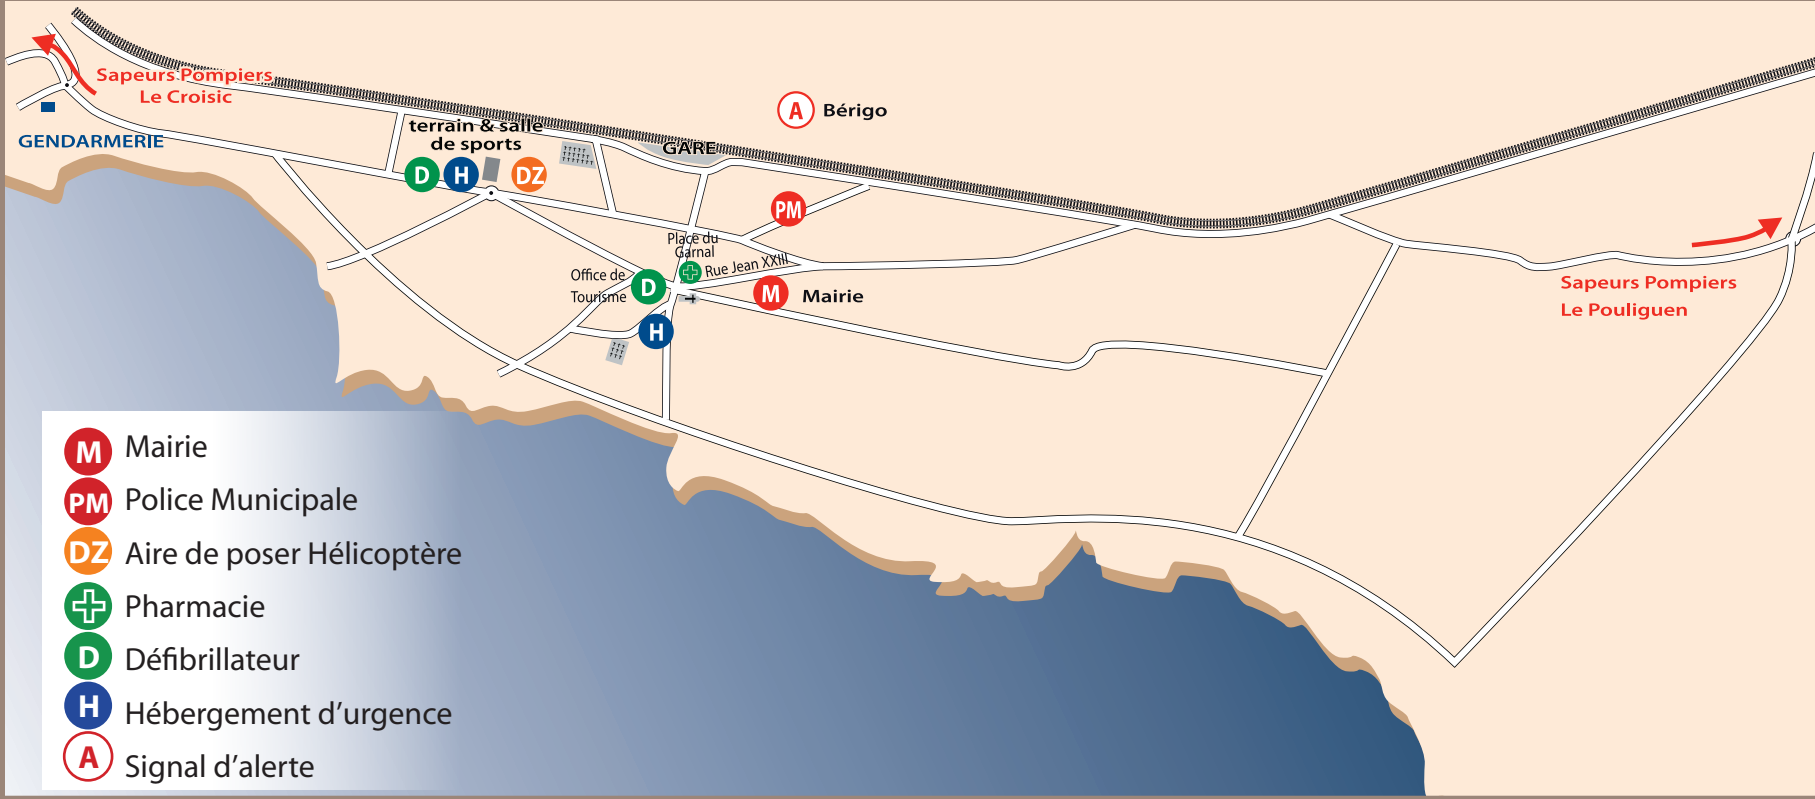 Sapeurs Pompiers
Le Croisic
GENDARMERIE
terrain & salle
de sports
D
H
DZ
GARE
A
Bérigo
PM
Place du
Garnal
Rue Jean XXIII
Office de
Tourisme
D
M
Mairie
H
Sapeurs Pompiers
Le Pouliguen
M Mairie
PM Police Municipale
DZ Aire de poser Hélicoptère
Pharmacie
D Défibrillateur
H Hébergement d’urgence
A Signal d’alerte